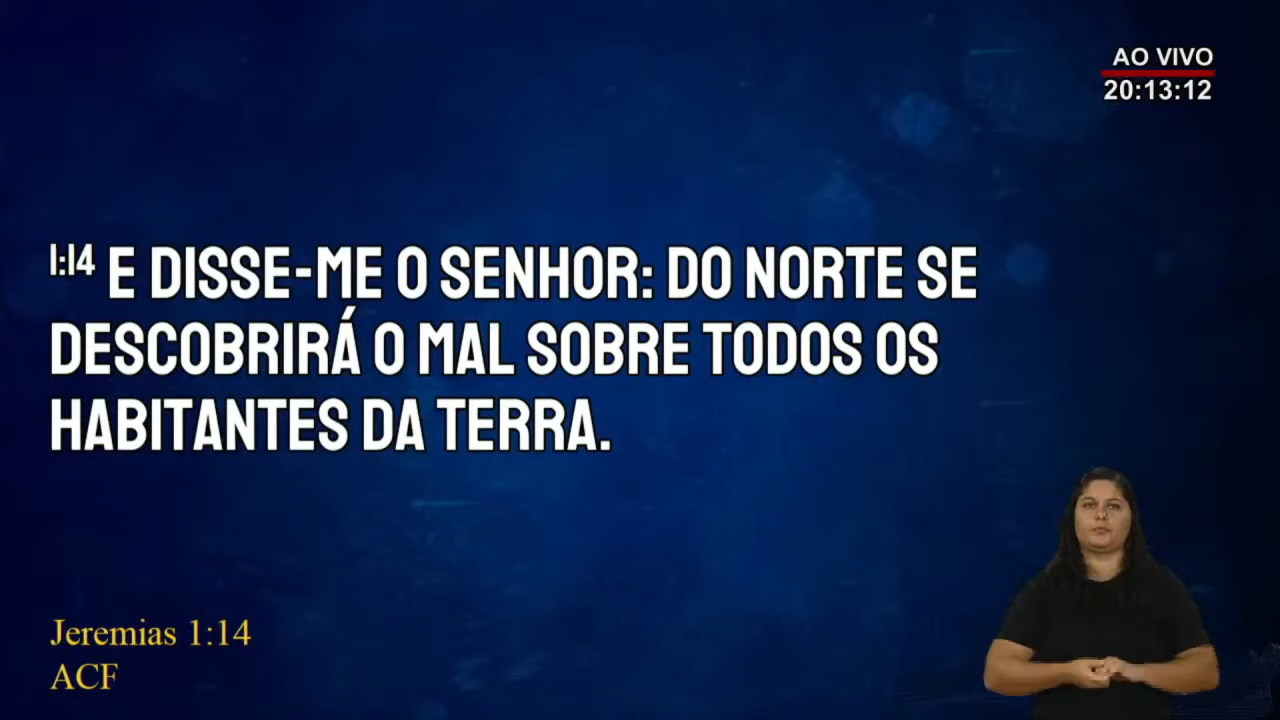 AO VIVO
20:13:12
1:14 E DISSE-ME O SENHOR: DO NORTE SE
DESCOBRIRÁ O MAL SOBRE TODOS OS
HABITANTES DA TERRA.
Jeremias 1:14
ACF